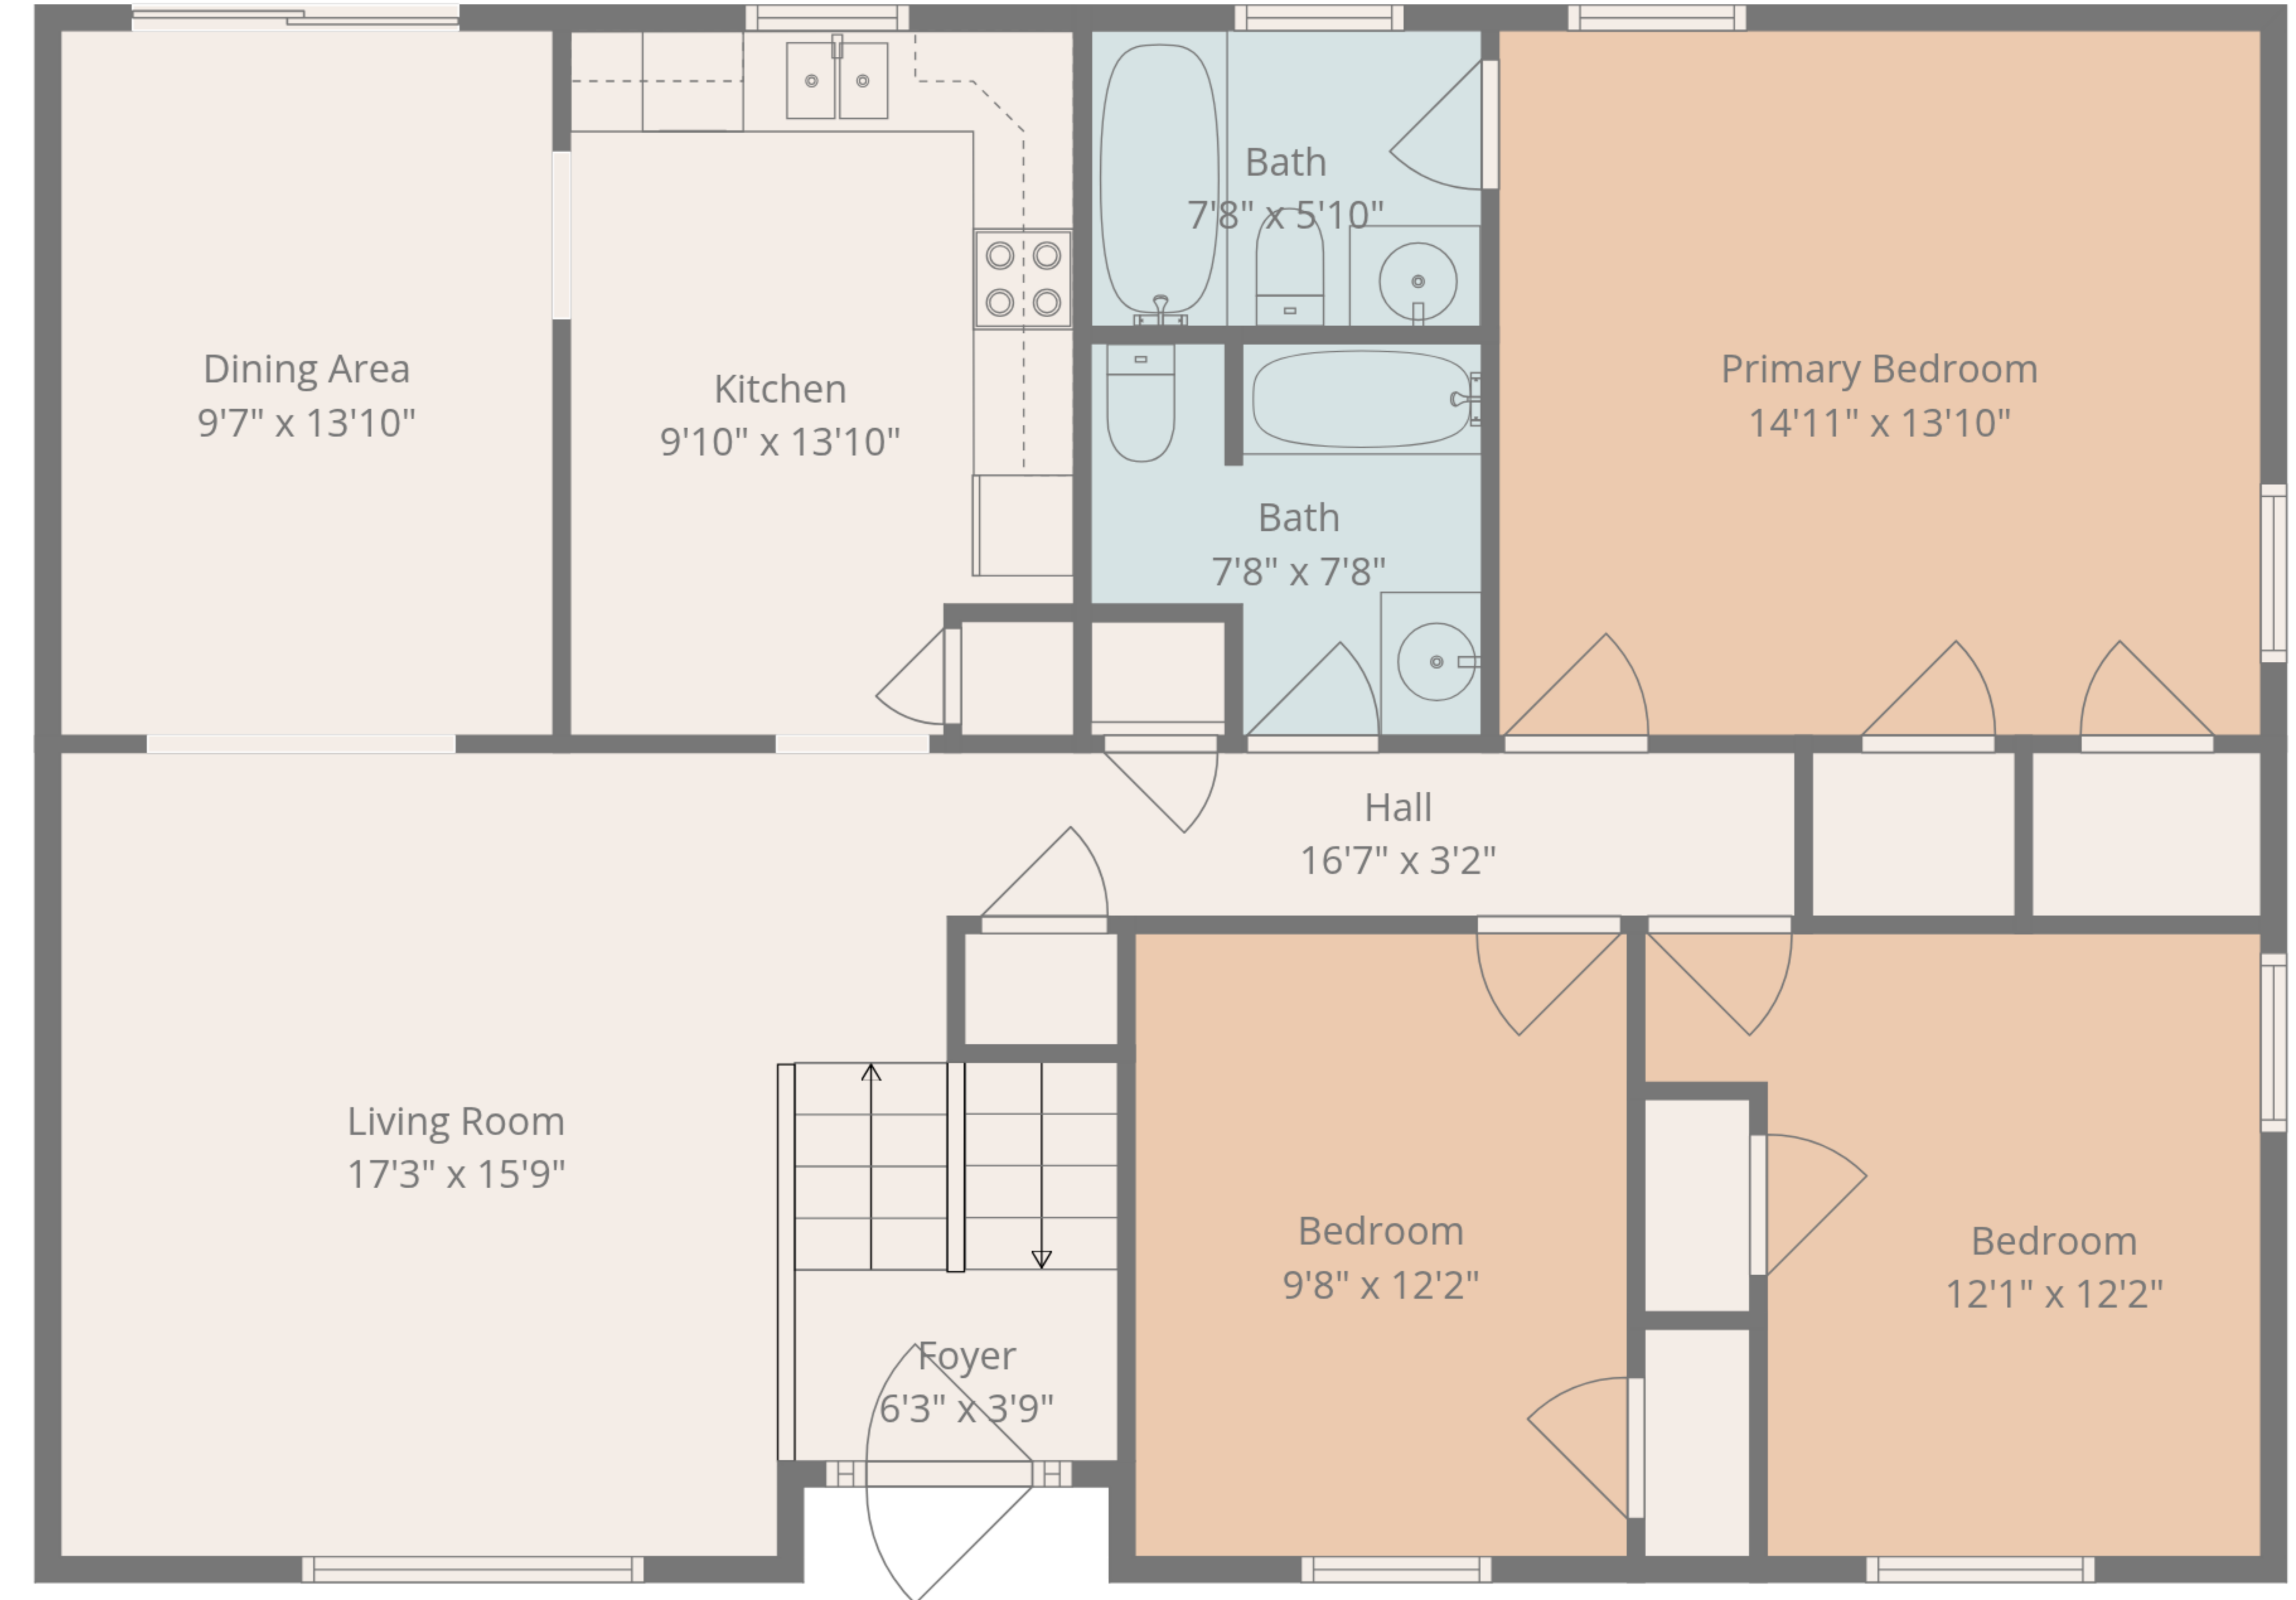 Bath
7'8" x 5'10"
Dining Area
9'7" x 13'10"
Kitchen
9'10" x 13'10"
Primary Bedroom
14'11" x 13'10"
Bath
7'8" x 7'8"
Hall
16'7" x 3'2"
Living Room
17'3" x 15'9"
Bedroom
9'8" x 12'2"
Bedroom
12'1" x 12'2"
Foyer
6'3" x 3'9"